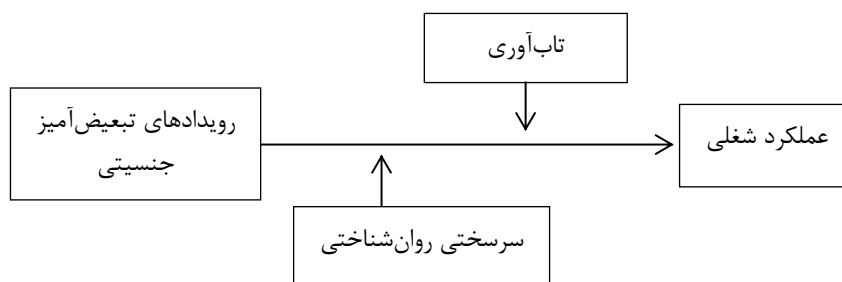 تاب‌آوری
رویدادهای تبعیض‌آمیز
جنسیتی
عملکرد شغلی
سرسختی روان‌شناختی